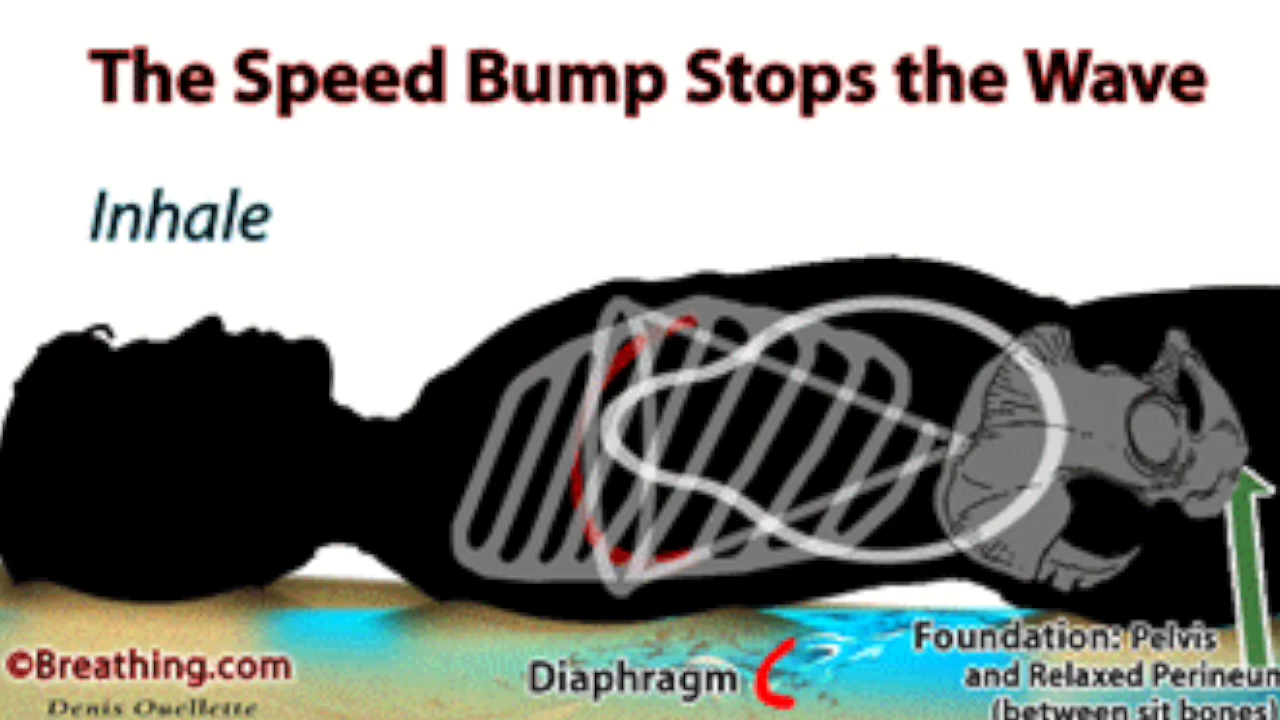 The Speed Bump Stops the Wave
Inhale
Foundation: Pelvis
and Relaxed Perineum
(between sit bones)
Diaphragm
©Breathing.com
Denis Ouellette